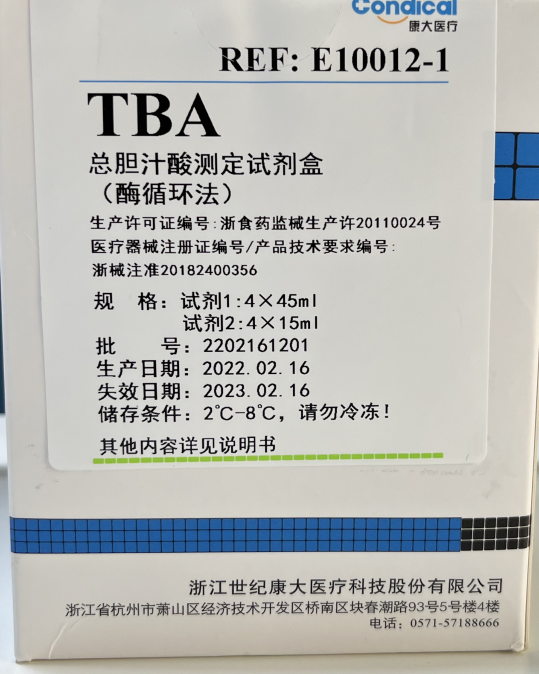 Condical
康大医疗
REF: E10012-1
TBA
总胆汁酸测定试剂盒
（酶循环法）
生产许可证编号:浙食药监械生产许20110024号
医疗器械注册证编号/产品技术要求编号:
浙械注准20182400356
规　格：试剂1:4×45ml
试剂2:4×15ml
批　　号：2202161201
生产日期：2022.02.16
失效日期：2023.02.16
储存条件：2℃-8℃，请勿冷冻!
其他内容详见说明书
浙江世纪康大医疗科技股份有限公司
浙江省杭州市萧山区经济技术开发区桥南区块春潮路93号5号楼4楼
电话：0571-57188666